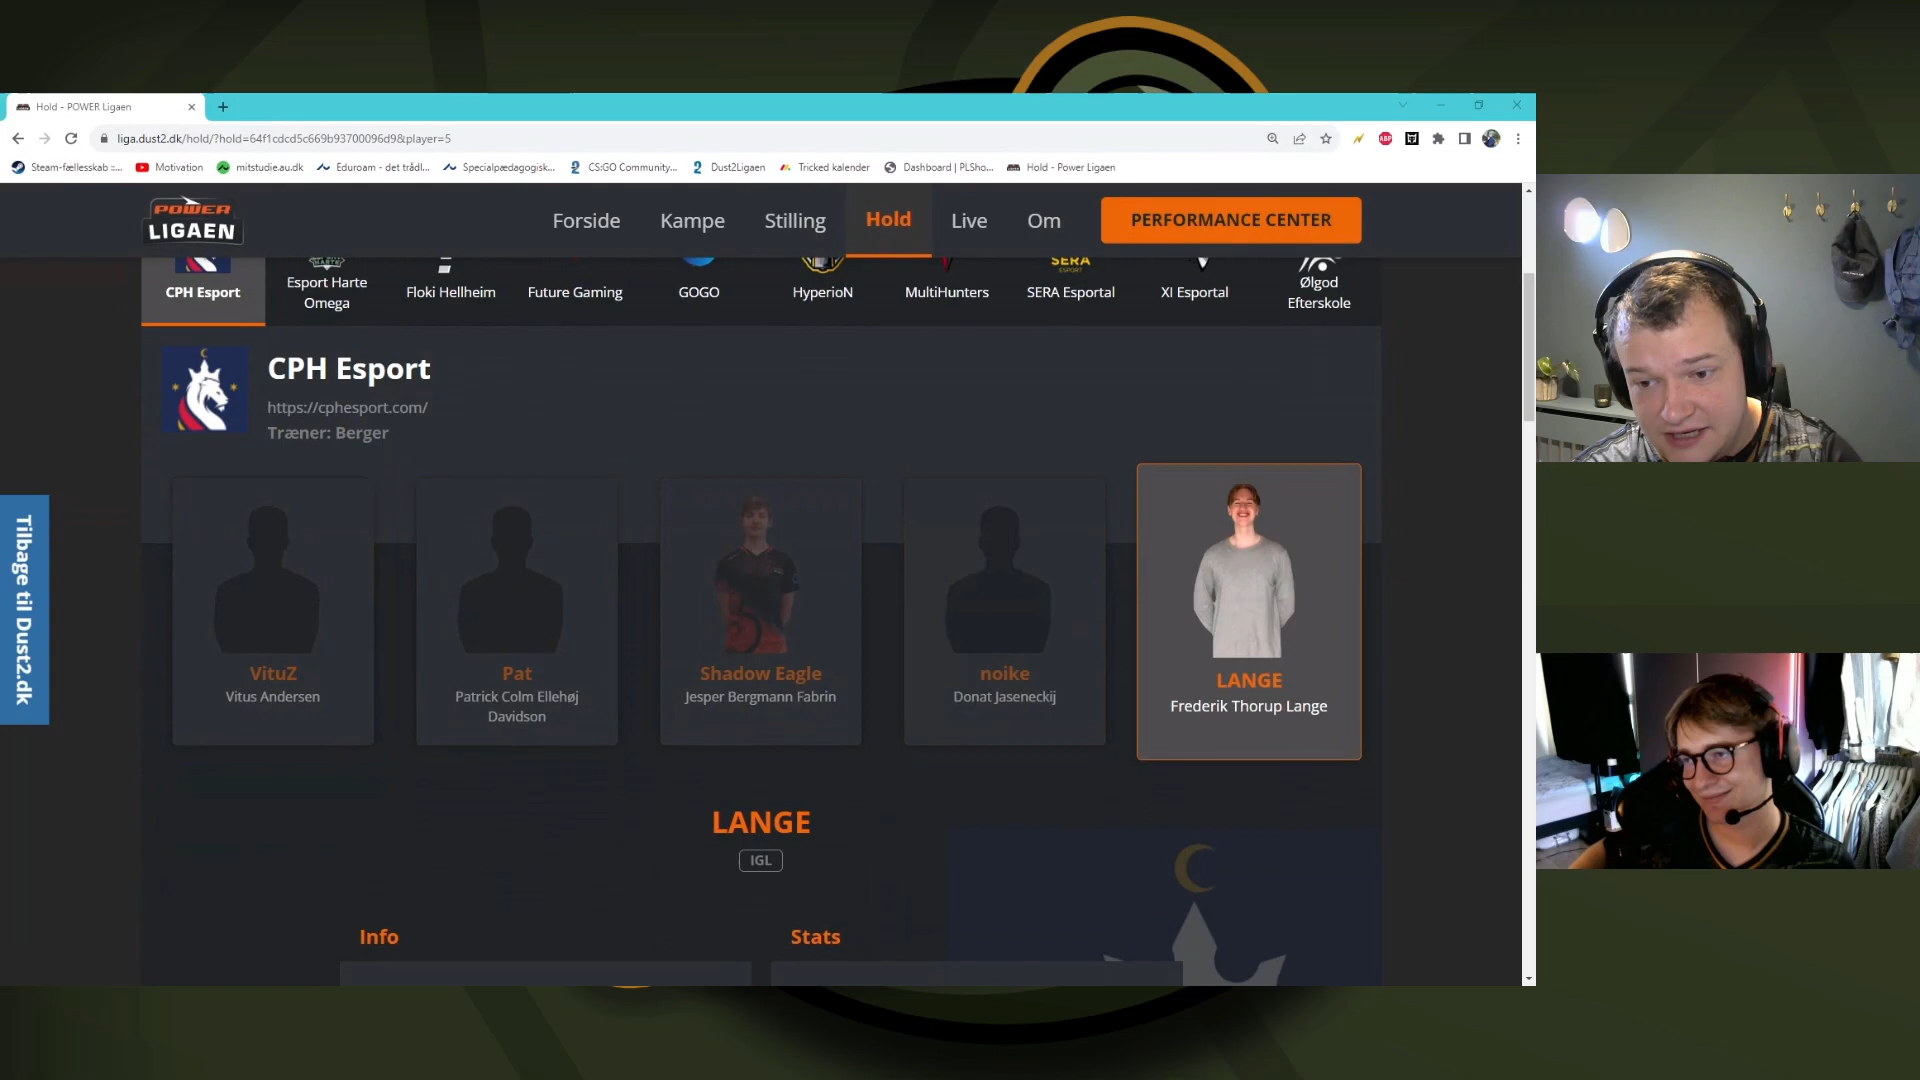 Hold - POWER Ligaen
liga.dust2.dk/hold/?hold=64f1cdcd5c669b93700096d9&player=5
ABP
Steam-fællesskab ::... Motivation mitstudie.au.dk Eduroam - det trådl... Specialpædagogisk... CS:GO Community... Dust2Ligaen Tricked kalender Dashboard | PLSho... Hold - Power Ligaen
POWER
LIGAEN
Forside Kampe Stilling Hold Live Om PERFORMANCE CENTER
CPH Esport
Esport Harte
Omega
Floki Hellheim
Future Gaming
GOGO
HyperioN
MultiHunters
SERA
ESPORT
SERA Esportal
XI Esportal
Ølgod
Efterskole
CPH Esport
https://cphesport.com/
Træner: Berger
Tilbage til Dust2.dk
VituZ
Vitus Andersen
Pat
Patrick Colm Ellehøj
Davidson
Shadow Eagle
Jesper Bergmann Fabrin
noike
Donat Jaseneckij
LANGE
Frederik Thorup Lange
LANGE
IGL
Info
Stats